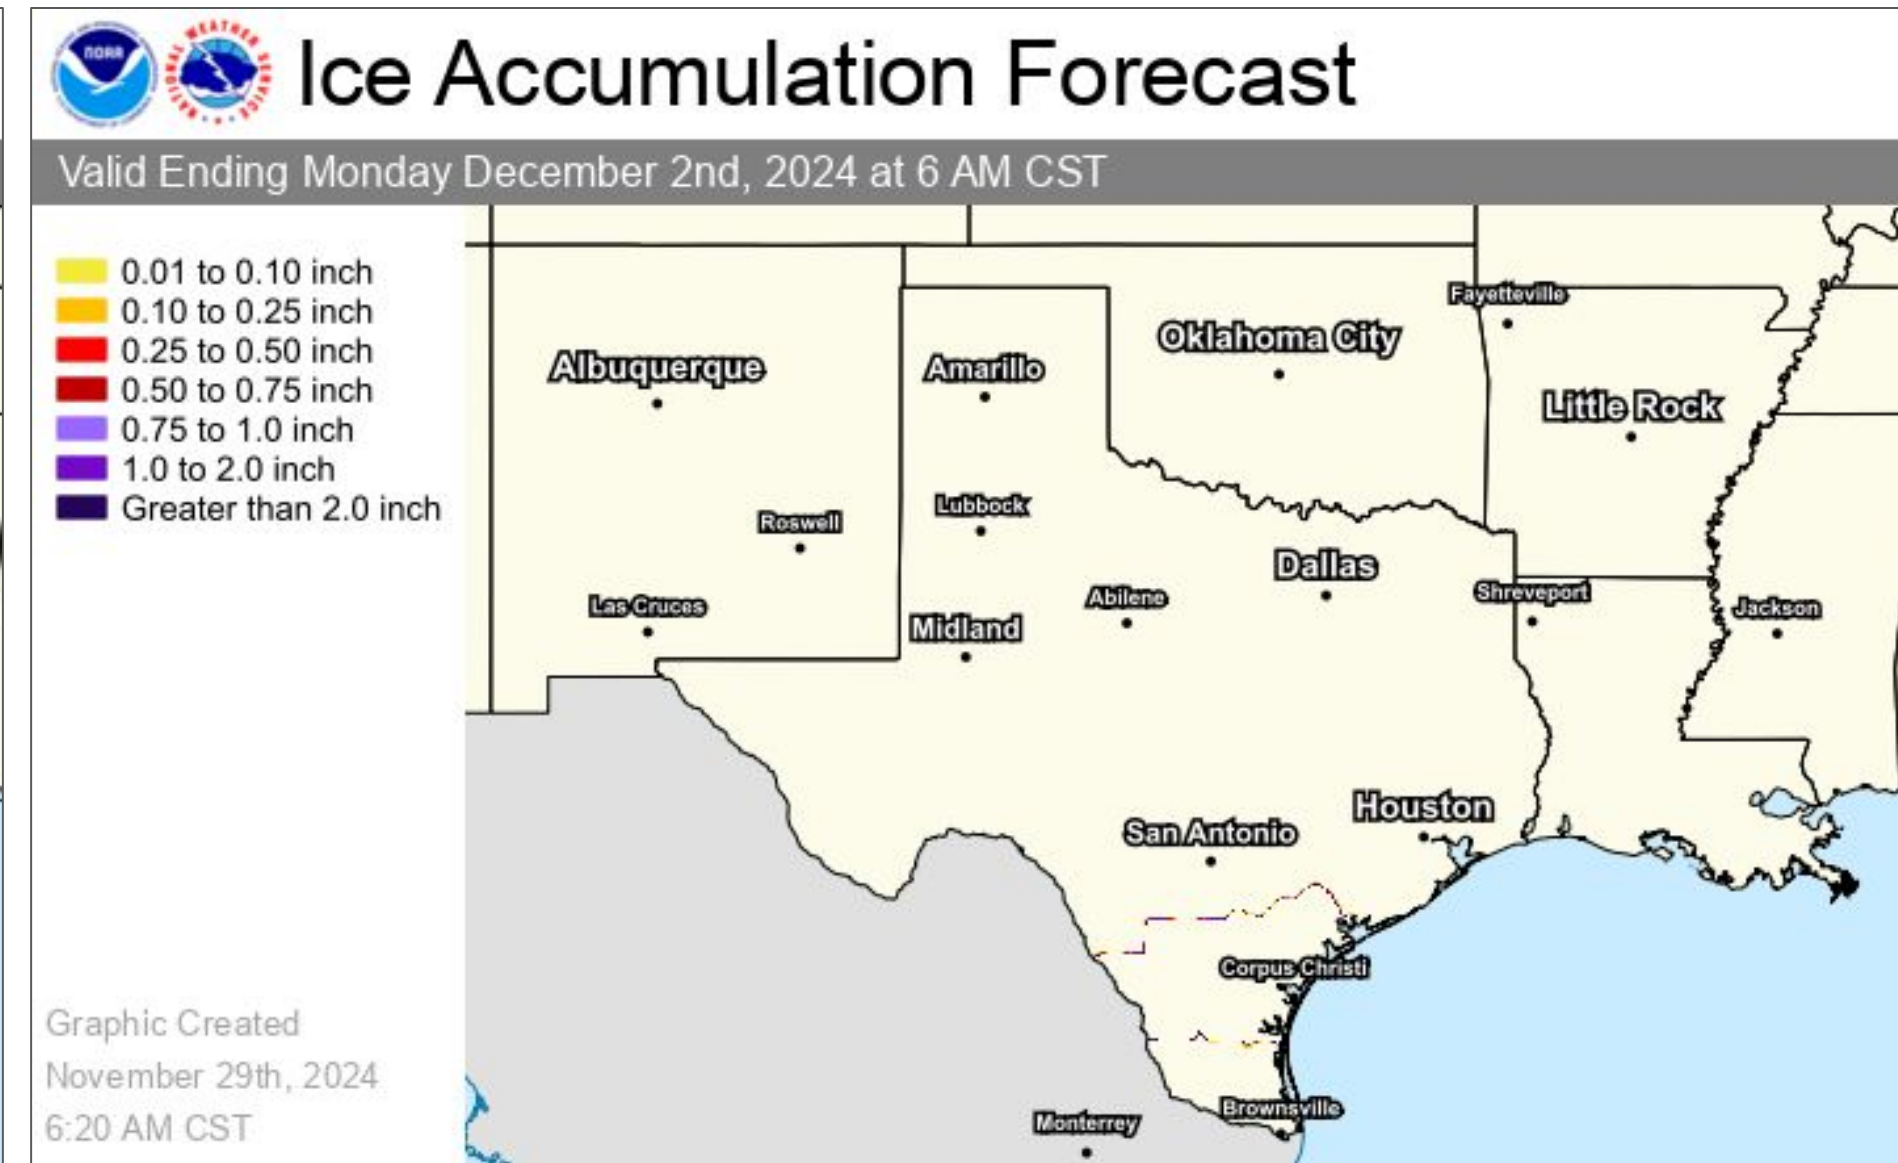 NOAA
NATIONAL WEATHER SERVICE
Ice Accumulation Forecast
Valid Ending Monday December 2nd, 2024 at 6 AM CST
0.01 to 0.10 inch
0.10 to 0.25 inch
0.25 to 0.50 inch
0.50 to 0.75 inch
0.75 to 1.0 inch
1.0 to 2.0 inch
Greater than 2.0 inch
Fayetteville
Oklahoma City
Albuquerque
Amarillo
Little Rock
Lubbock
Roswell
Dallas
Shreveport
Abilene
Las Cruces
Jackson
Midland
Houston
San Antonio
Corpus Christi
Brownsville
Monterrey
Graphic Created
November 29th, 2024
6:20 AM CST